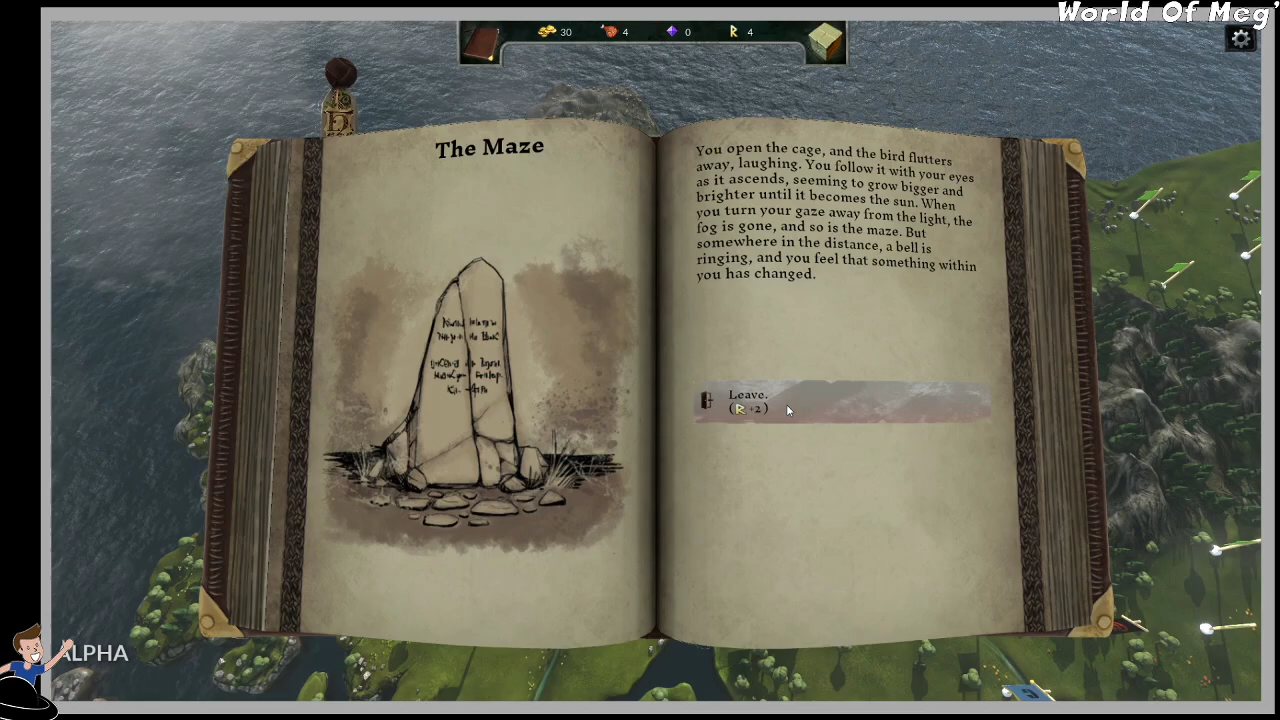 World Of Mcg'
30 4 0 4
The Maze
You open the cage, and the bird flutters
away, laughing. You follow it with your eyes
as it ascends, seeming to grow bigger and
brighter until it becomes the sun. When
you turn your gaze away from the light, the
fog is gone, and so is the maze. But
somewhere in the distance, a bell is
ringing, and you feel that something within
you has changed.
Leave.
( +2 )
ALPHA